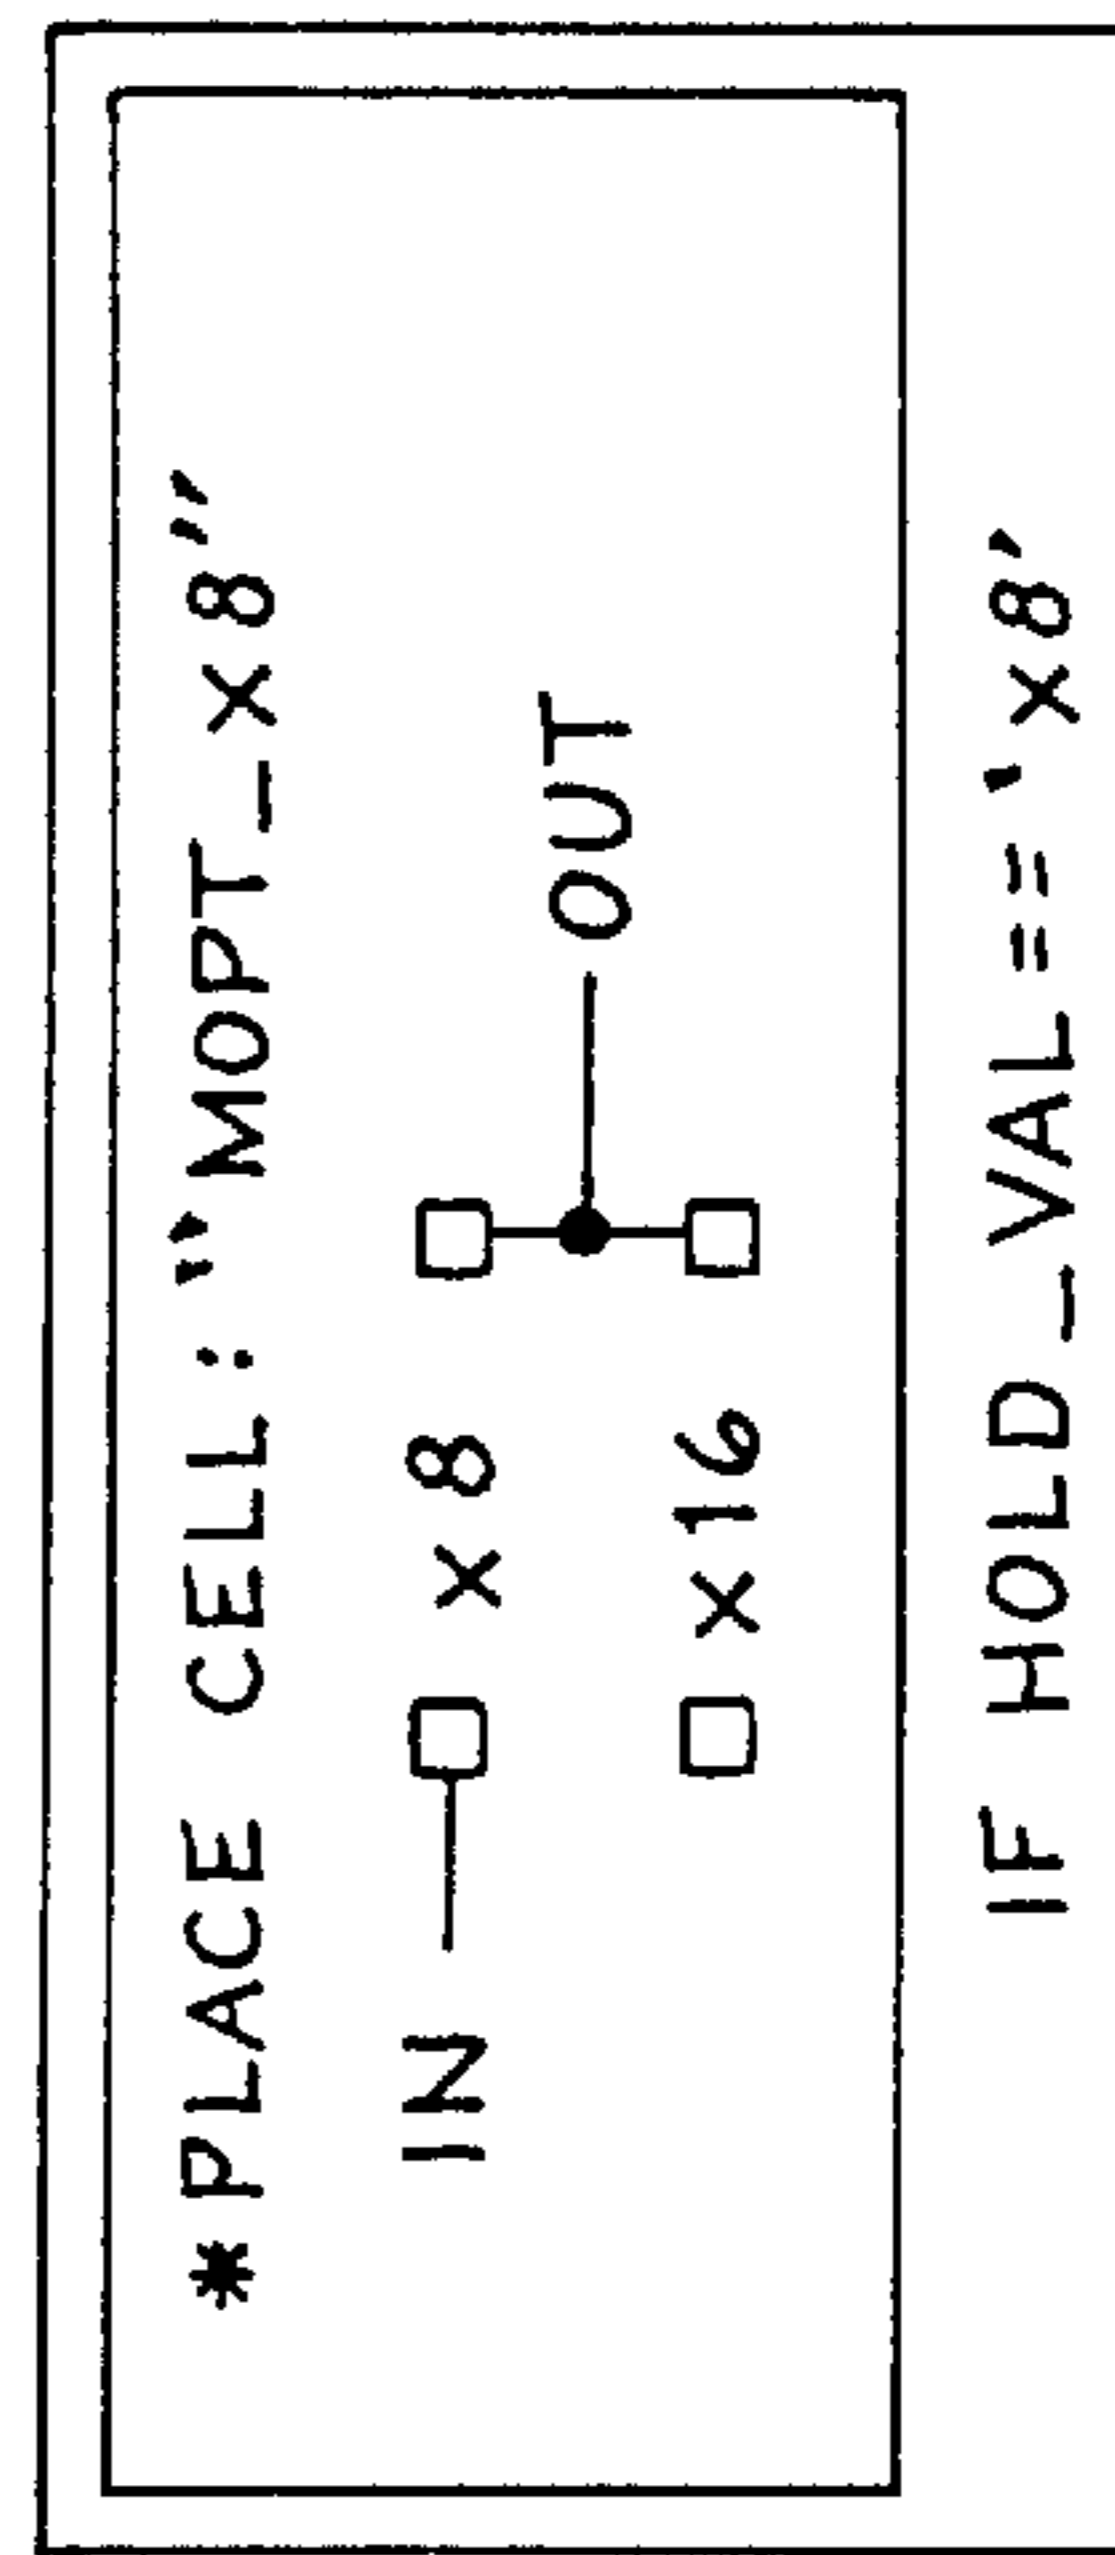 *PLACE CELL: "MOPT_x8"
IN x8
OUT
x16
IF HOLD_VAL == 'x8'